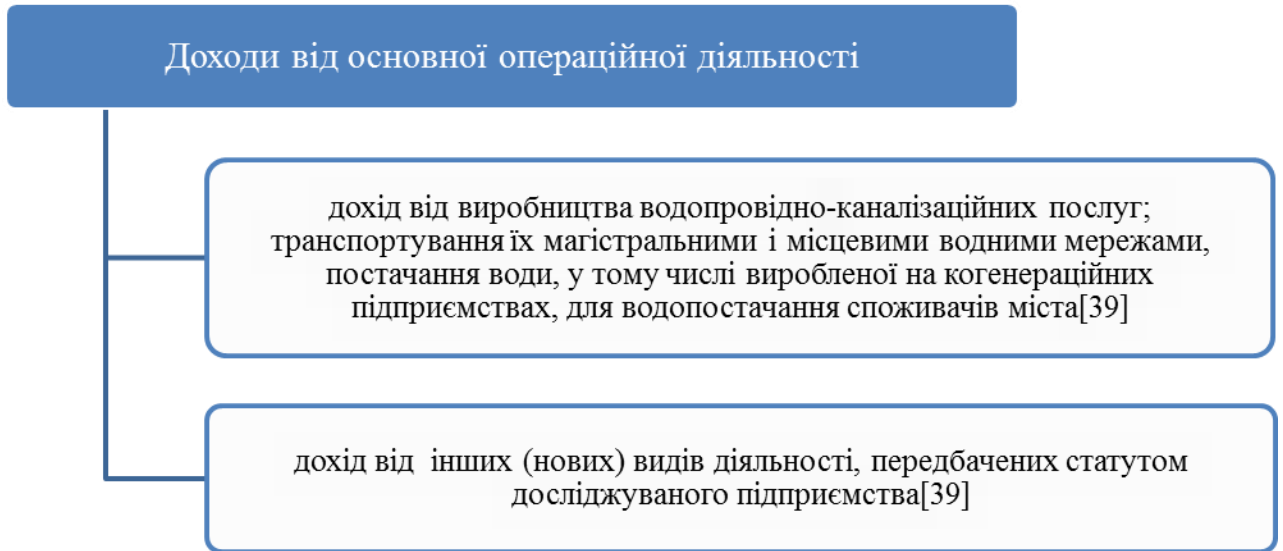 Доходи від основної операційної діяльності
дохід від виробництва водопровідно-каналізаційних послуг;
транспортування їх магістральними і місцевими водними мережами,
постачання води, у тому числі виробленої на когенераційних
підприємствах, для водопостачання споживачів міста[39]
дохід від інших (нових) видів діяльності, передбачених статутом
досліджуваного підприємства[39]